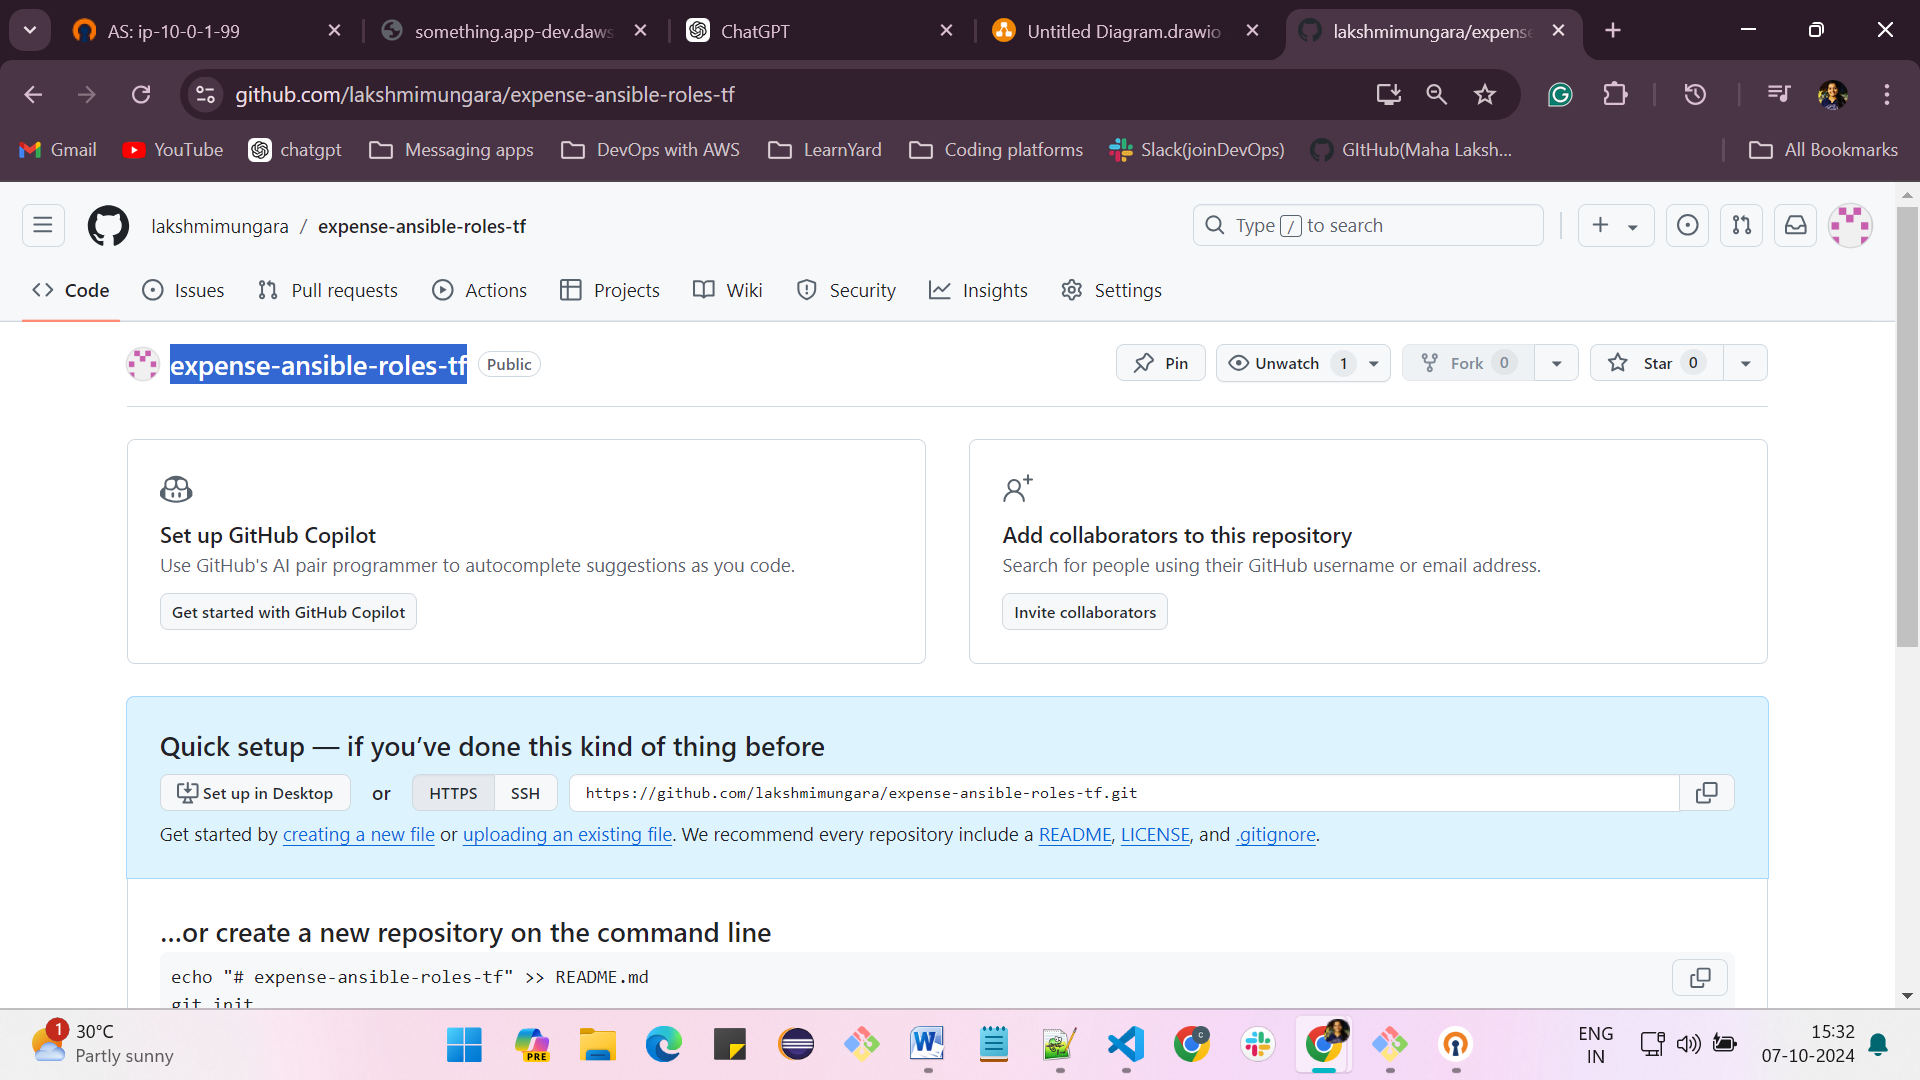 AS: ip-10-0-1-99
something.app-dev.daws
ChatGPT
Untitled Diagram.drawio
lakshmimungara/expense
github.com/lakshmimungara/expense-ansible-roles-tf
Gmail
YouTube
chatgpt
Messaging apps
DevOps with AWS
LearnYard
Coding platforms
Slack(joinDevOps)
GItHub(Maha Laksh...
All Bookmarks
lakshmimungara / expense-ansible-roles-tf
Type / to search
Code
Issues
Pull requests
Actions
Projects
Wiki
Security
Insights
Settings
expense-ansible-roles-tf Public
Pin
Unwatch 1
Fork 0
Star 0
Set up GitHub Copilot
Use GitHub's AI pair programmer to autocomplete suggestions as you code.
Get started with GitHub Copilot
Add collaborators to this repository
Search for people using their GitHub username or email address.
Invite collaborators
Quick setup — if you’ve done this kind of thing before
Set up in Desktop or HTTPS SSH https://github.com/lakshmimungara/expense-ansible-roles-tf.git
Get started by creating a new file or uploading an existing file. We recommend every repository include a README, LICENSE, and .gitignore.
…or create a new repository on the command line
echo "# expense-ansible-roles-tf" >> README.md
git init
1
30°C
Partly sunny
PRE
C
ENG
IN
15:32
07-10-2024